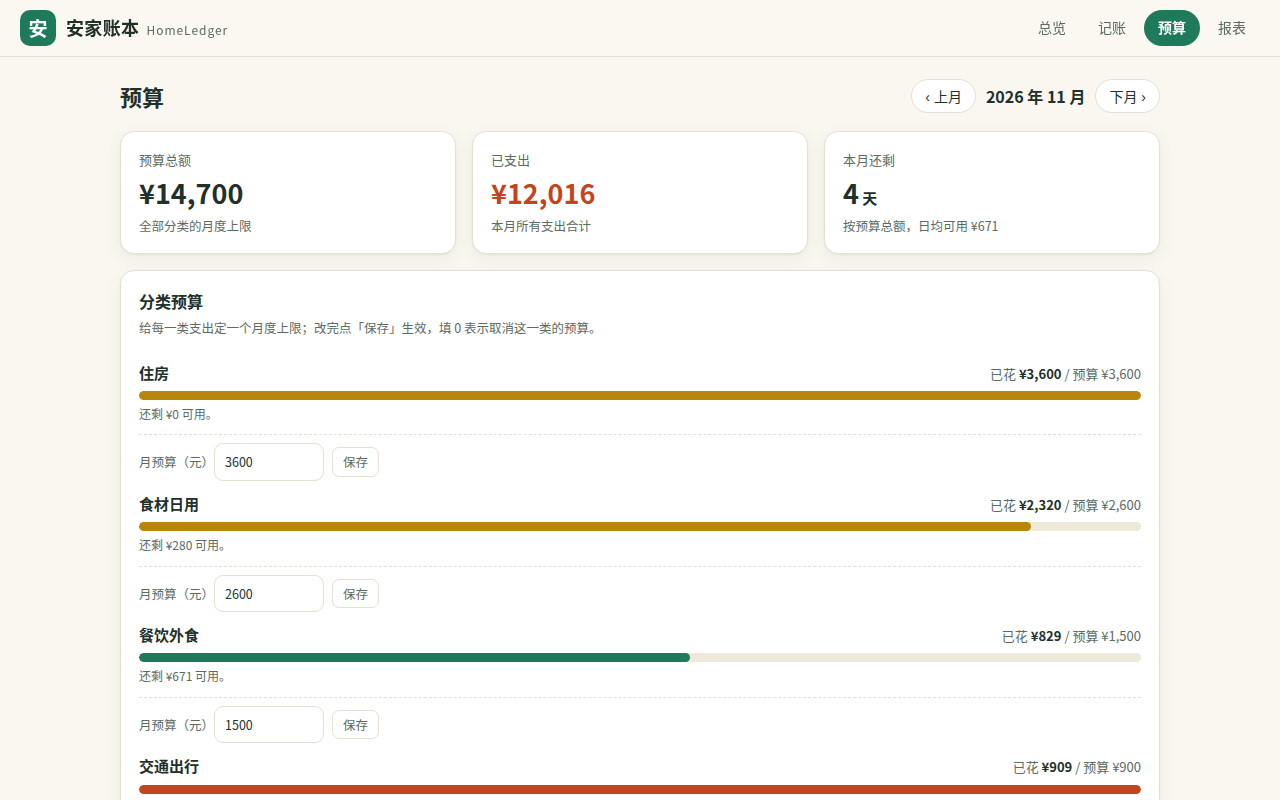 安 安家账本 HomeLedger 总览 记账 预算 报表
预算 ‹ 上月 2026 年 11 月 下月 ›
预算总额
¥14,700
全部分类的月度上限
已支出
¥12,016
本月所有支出合计
本月还剩
4 天
按预算总额，日均可用 ¥671
分类预算
给每一类支出定一个月度上限；改完点「保存」生效，填 0 表示取消这一类的预算。
住房 已花 ¥3,600 / 预算 ¥3,600
还剩 ¥0 可用。
月预算（元） 3600 保存
食材日用 已花 ¥2,320 / 预算 ¥2,600
还剩 ¥280 可用。
月预算（元） 2600 保存
餐饮外食 已花 ¥829 / 预算 ¥1,500
还剩 ¥671 可用。
月预算（元） 1500 保存
交通出行 已花 ¥909 / 预算 ¥900